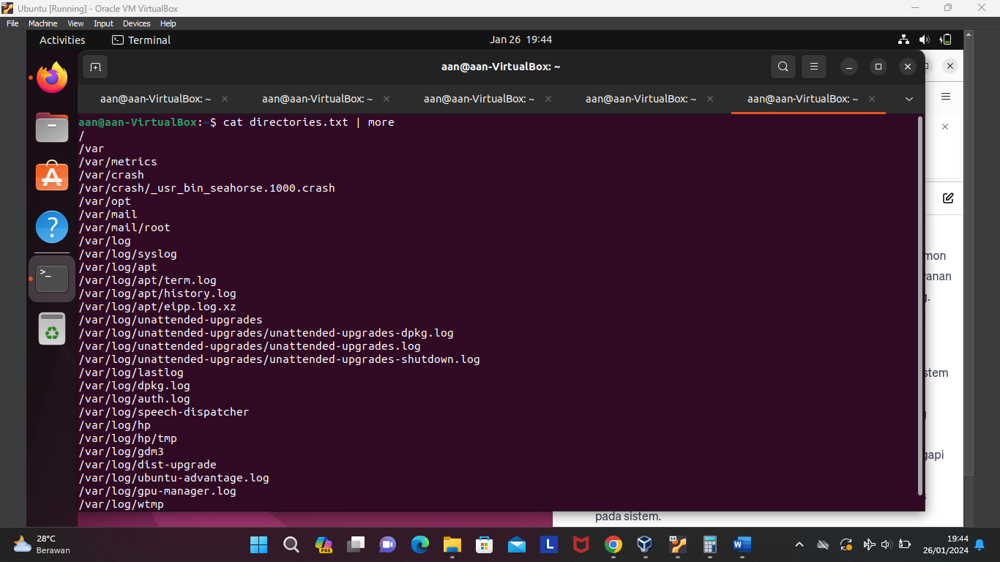 Ubuntu [Running] - Oracle VM VirtualBox
File Machine View Input Devices Help
Activities Terminal Jan 26 19:44
aan@aan-VirtualBox: ~
aan@aan-VirtualBox: ~ aan@aan-VirtualBox: ~ aan@aan-VirtualBox: ~ aan@aan-VirtualBox: ~ aan@aan-VirtualBox: ~
aan@aan-VirtualBox:~$ cat directories.txt | more
/
/var
/var/metrics
/var/crash
/var/crash/_usr_bin_seahorse.1000.crash
/var/opt
/var/mail
/var/mail/root
/var/log
/var/log/syslog
/var/log/apt
/var/log/apt/term.log
/var/log/apt/history.log
/var/log/apt/eipp.log.xz
/var/log/unattended-upgrades
/var/log/unattended-upgrades/unattended-upgrades-dpkg.log
/var/log/unattended-upgrades/unattended-upgrades.log
/var/log/unattended-upgrades/unattended-upgrades-shutdown.log
/var/log/lastlog
/var/log/dpkg.log
/var/log/auth.log
/var/log/speech-dispatcher
/var/log/hp
/var/log/hp/tmp
/var/log/gdm3
/var/log/dist-upgrade
/var/log/ubuntu-advantage.log
/var/log/gpu-manager.log
/var/log/wtmp
mon
yanan
g.
stem
gapi
pada sistem.
28°C
Berawan
PRE
L
W
19:44
26/01/2024